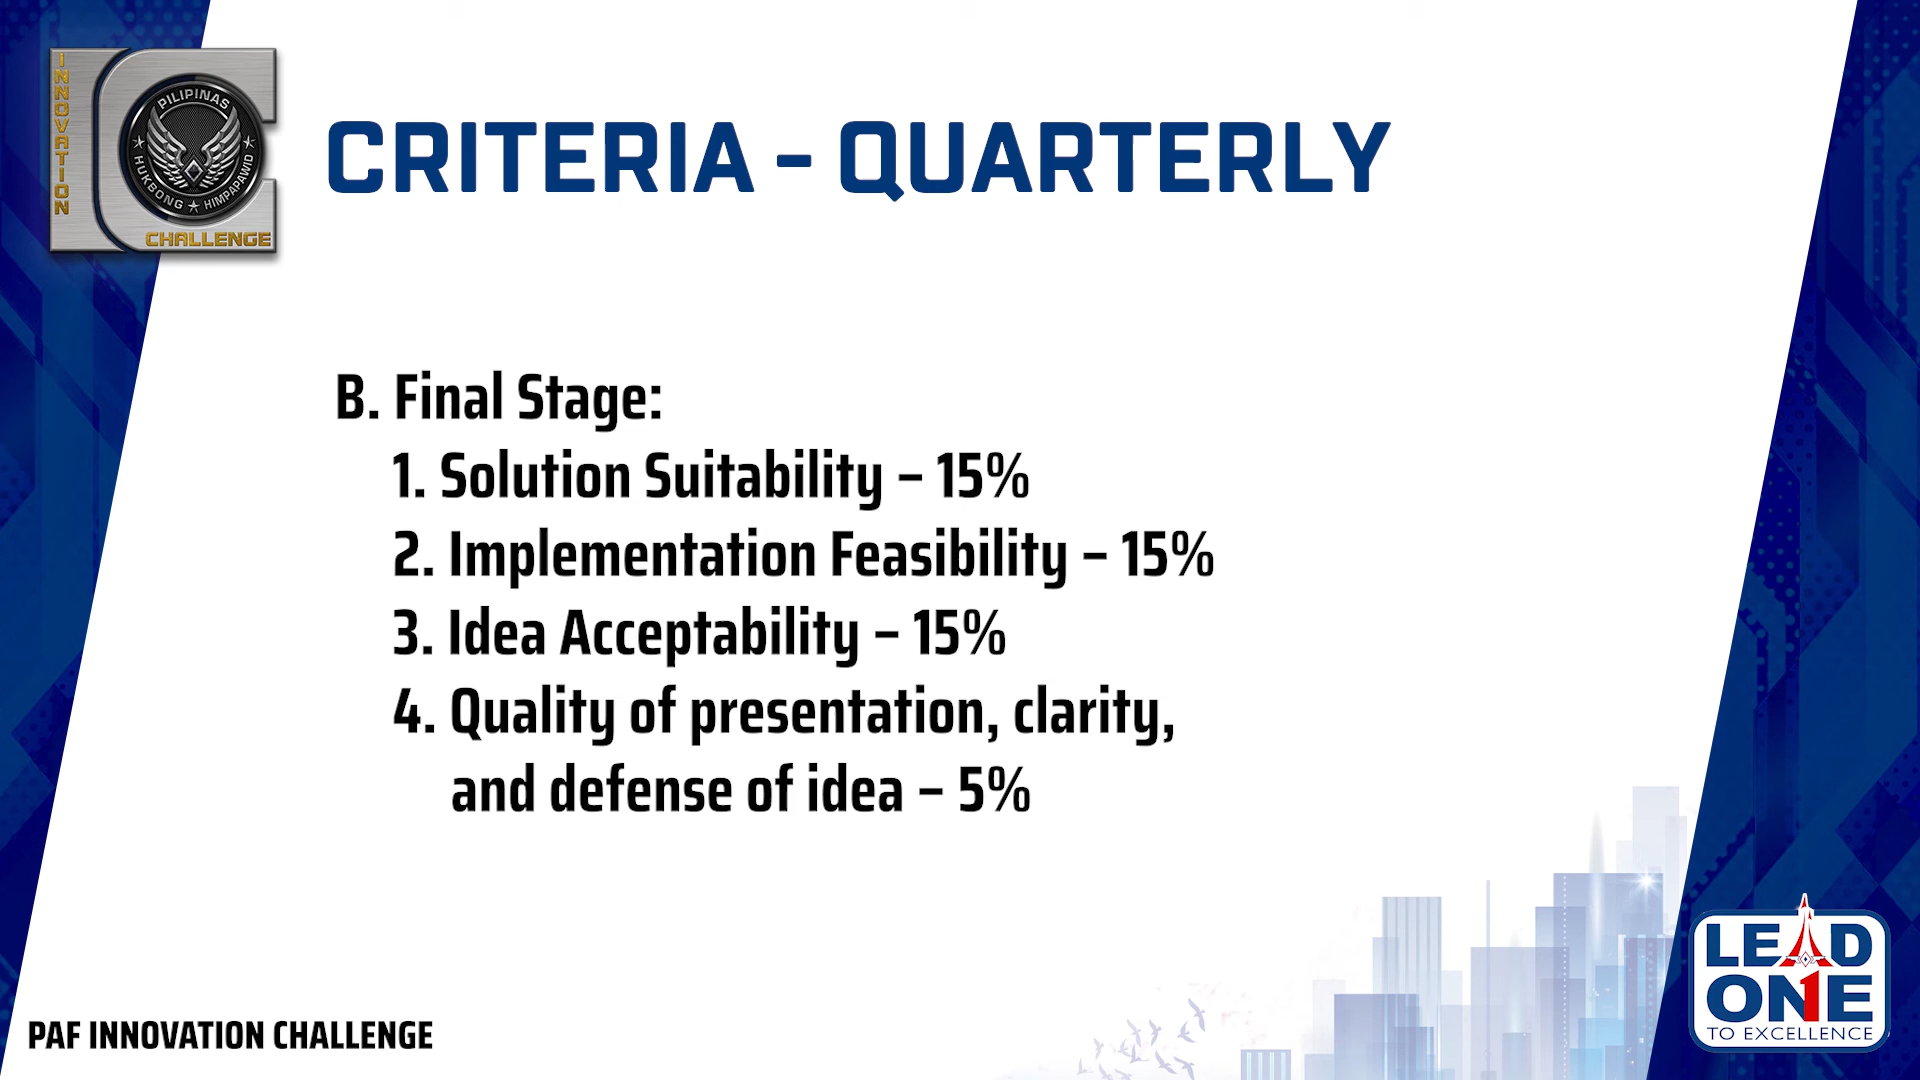 INNOVATION
PILIPINAS
HUKBONG ★ HIMPAPAWID
CHALLENGE
CRITERIA – QUARTERLY
B. Final Stage:
1. Solution Suitability – 15%
2. Implementation Feasibility – 15%
3. Idea Acceptability – 15%
4. Quality of presentation, clarity,
and defense of idea – 5%
PAF INNOVATION CHALLENGE
LEAD
ONE
TO EXCELLENCE